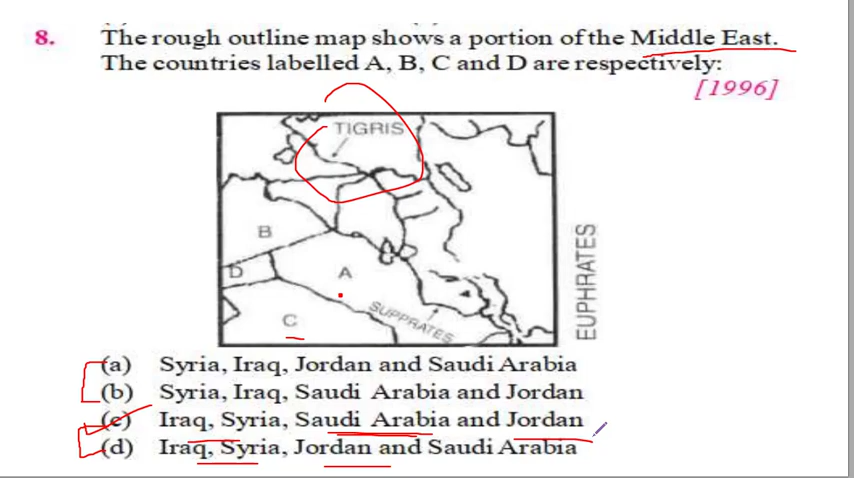 8. The rough outline map shows a portion of the Middle East.
The countries labelled A, B, C and D are respectively:
[1996]
TIGRIS
B
D
A
C
SUPPRATES
EUPHRATES
(a) Syria, Iraq, Jordan and Saudi Arabia
(b) Syria, Iraq, Saudi Arabia and Jordan
(c) Iraq, Syria, Saudi Arabia and Jordan
(d) Iraq, Syria, Jordan and Saudi Arabia